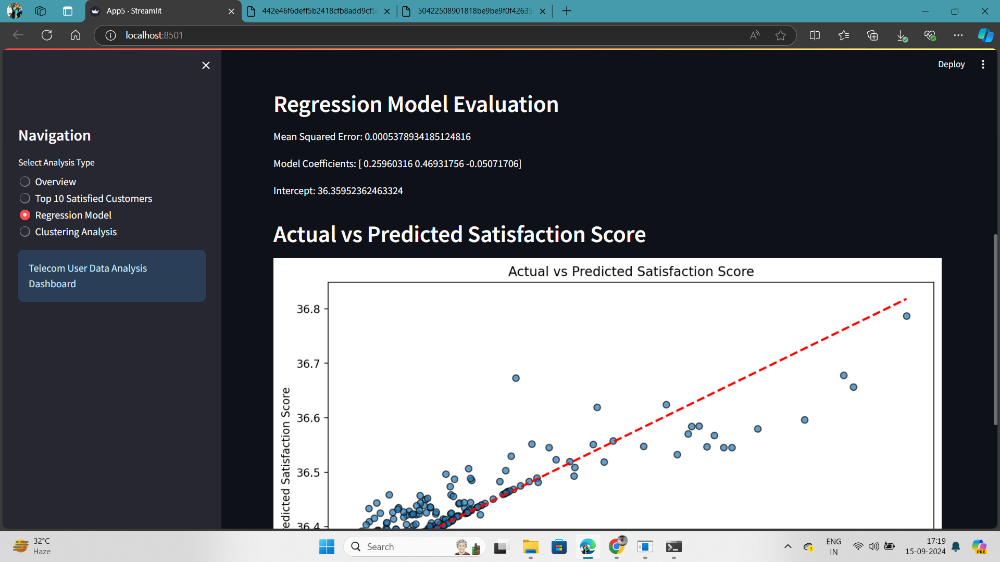 App5 · Streamlit
442e46f6deff5b2418cfb8add9cf5
50422508901818be9be9f0f42635
localhost:8501
Deploy
Navigation
Select Analysis Type
Overview
Top 10 Satisfied Customers
Regression Model
Clustering Analysis
Telecom User Data Analysis
Dashboard
Regression Model Evaluation
Mean Squared Error: 0.0005378934185124816
Model Coefficients: [ 0.25960316 0.46931756 -0.05071706]
Intercept: 36.35952362463324
Actual vs Predicted Satisfaction Score
Actual vs Predicted Satisfaction Score
36.8
36.7
36.6
36.5
36.4
edicted Satisfaction Score
32°C
Haze
Search
ENG
IN
17:19
15-09-2024
PRE